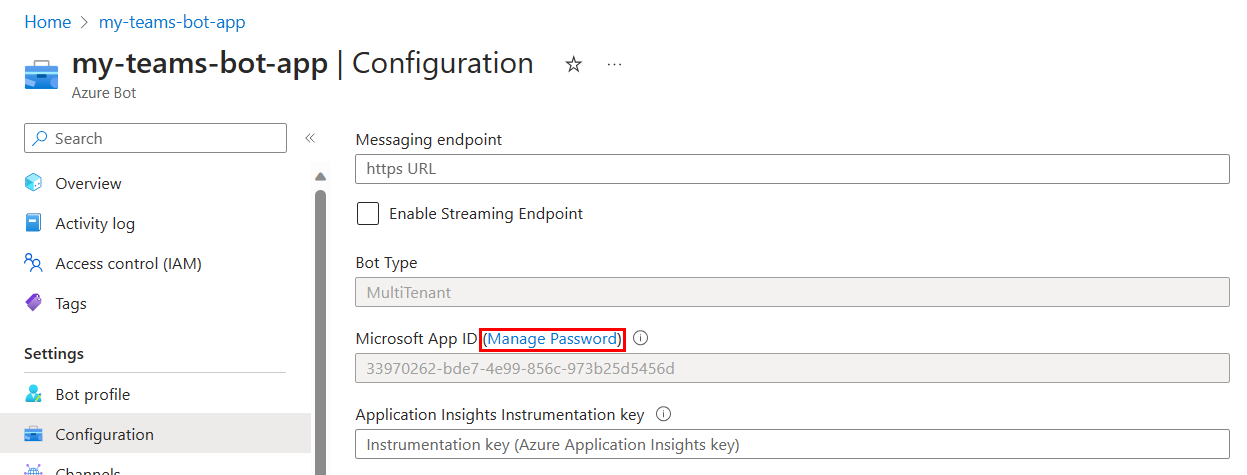 Home > my-teams-bot-app
my-teams-bot-app | Configuration ☆ ...
Azure Bot
Search «
Overview
Activity log
Access control (IAM)
Tags
Settings
Bot profile
Configuration
Channels
Messaging endpoint
https URL
Enable Streaming Endpoint
Bot Type
MultiTenant
Microsoft App ID (Manage Password)
33970262-bde7-4e99-856c-973b25d5456d
Application Insights Instrumentation key
Instrumentation key (Azure Application Insights key)